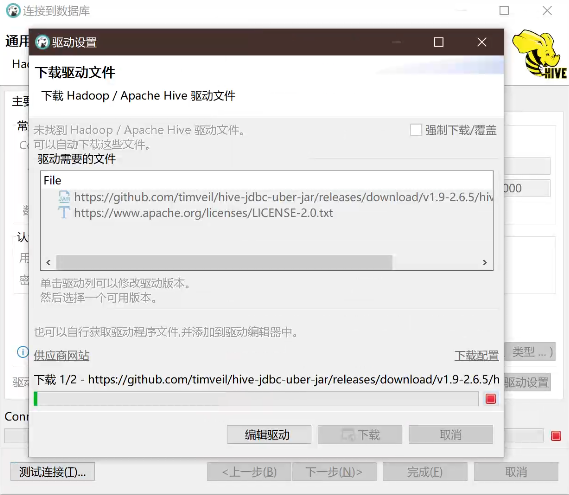 连接到数据库
通用
Had
HIVE
驱动设置
下载驱动文件
下载 Hadoop / Apache Hive 驱动文件
未找到 Hadoop / Apache Hive 驱动文件。
可以自动下载这些文件。
强制下载/覆盖
驱动需要的文件
File
https://github.com/timveil/hive-jdbc-uber-jar/releases/download/v1.9-2.6.5/hiv
https://www.apache.org/licenses/LICENSE-2.0.txt
单击驱动列可以修改驱动版本。
然后选择一个可用版本。
也可以自行获取驱动程序文件,并添加到驱动编辑器中。
供应商网站
下载配置
下载 1/2 - https://github.com/timveil/hive-jdbc-uber-jar/releases/download/v1.9-2.6.5/h
编辑驱动
下载
取消
主要
000
类型 ... )
驱动设置
Conn
测试连接(T)...
<上一步(B)
下一步(N)>
完成(F)
取消